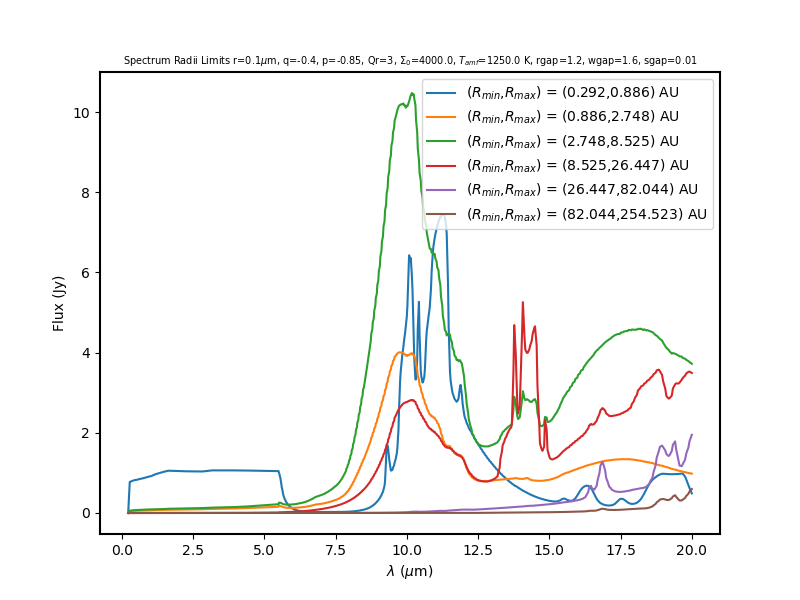 Spectrum Radii Limits r=0.1μm, q=-0.4, p=-0.85, Qr=3, Σ₀=4000.0, T_amf=1250.0 K, rgap=1.2, wgap=1.6, sgap=0.01
(R_min,R_max) = (0.292,0.886) AU
(R_min,R_max) = (0.886,2.748) AU
(R_min,R_max) = (2.748,8.525) AU
(R_min,R_max) = (8.525,26.447) AU
(R_min,R_max) = (26.447,82.044) AU
(R_min,R_max) = (82.044,254.523) AU
Flux (Jy)
10
8
6
4
2
0
0.0 2.5 5.0 7.5 10.0 12.5 15.0 17.5 20.0
λ (μm)